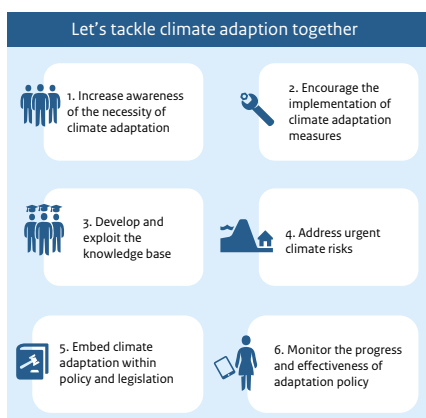 Let's tackle climate adaption together
1. Increase awareness
of the necessity of
climate adaptation
2. Encourage the
implementation of
climate adaptation
measures
3. Develop and
exploit the
knowledge base
4. Address urgent
climate risks
5. Embed climate
adaptation within
policy and legislation
6. Monitor the progress
and effectiveness of
adaptation policy